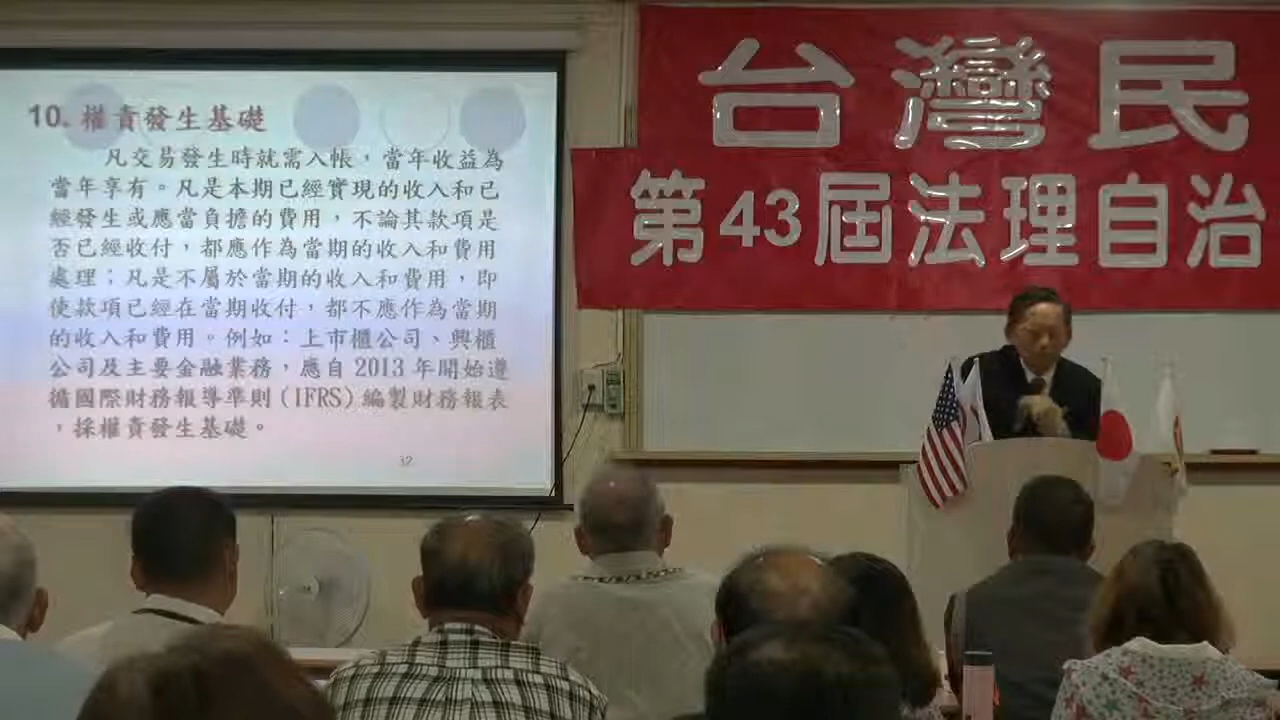 10. 權責發生基礎
凡交易發生時就需入帳，當年收益為
當年享有。凡是本期已經實現的收入和已
經發生或應當負擔的費用，不論其款項是
否已經收付，都應作為當期的收入和費用
處理；凡是不屬於當期的收入和費用，即
使款項已經在當期收付，都不應作為當期
的收入和費用。例如：上市櫃公司、興櫃
公司及主要金融業務，應自 2013 年開始遵
循國際財務報導準則（IFRS）編製財務報表
，採權責發生基礎。
32
台灣民
第43屆法理自治